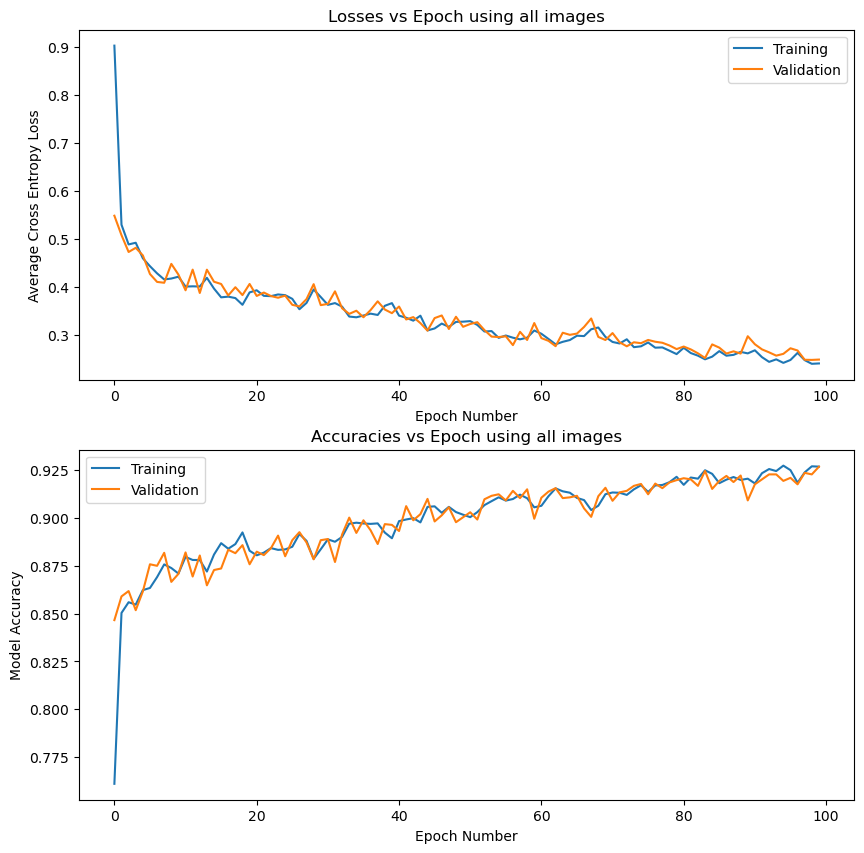 Losses vs Epoch using all images
0.9
0.8
0.7
0.6
0.5
0.4
0.3
Average Cross Entropy Loss
Training
Validation
0 20 40 60 80 100
Epoch Number
Accuracies vs Epoch using all images
0.925
0.900
0.875
0.850
0.825
0.800
0.775
Model Accuracy
Training
Validation
0 20 40 60 80 100
Epoch Number